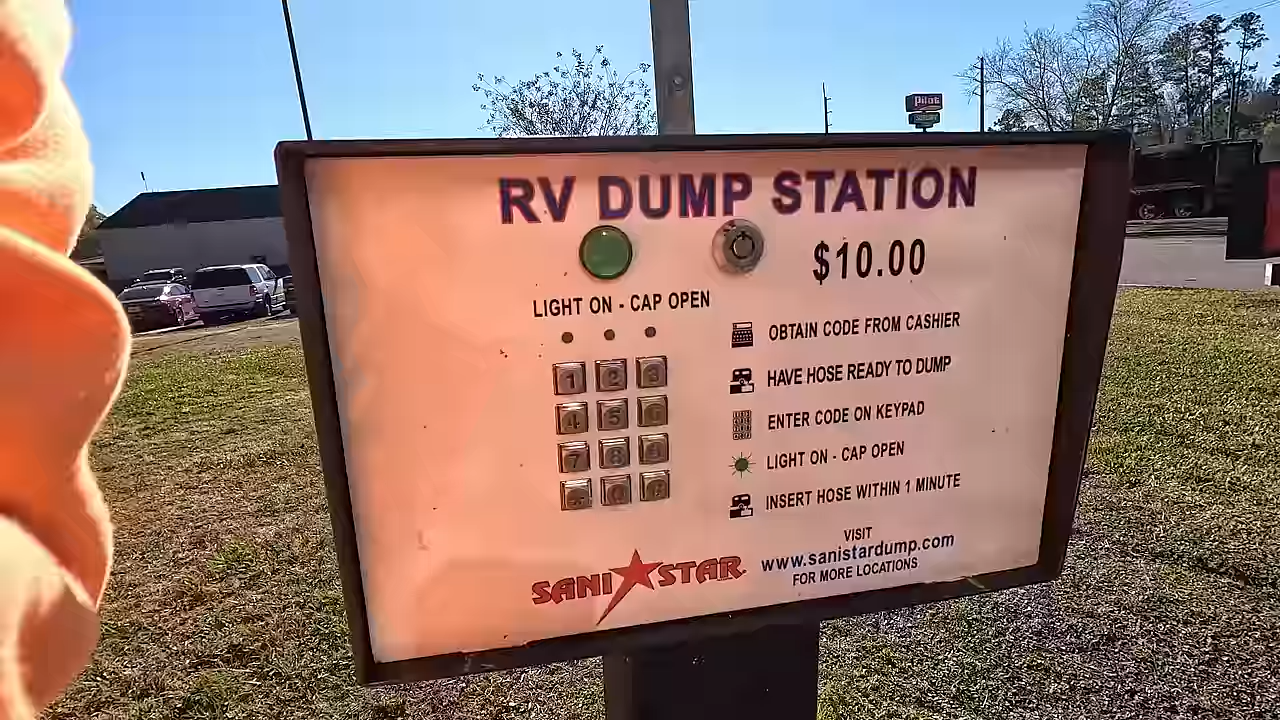 Pilot
RV DUMP STATION
$10.00
LIGHT ON - CAP OPEN
1 2 3
4 5 6
7 8 9
OBTAIN CODE FROM CASHIER
HAVE HOSE READY TO DUMP
ENTER CODE ON KEYPAD
LIGHT ON - CAP OPEN
INSERT HOSE WITHIN 1 MINUTE
SANI STAR
VISIT
www.sanistardump.com
FOR MORE LOCATIONS